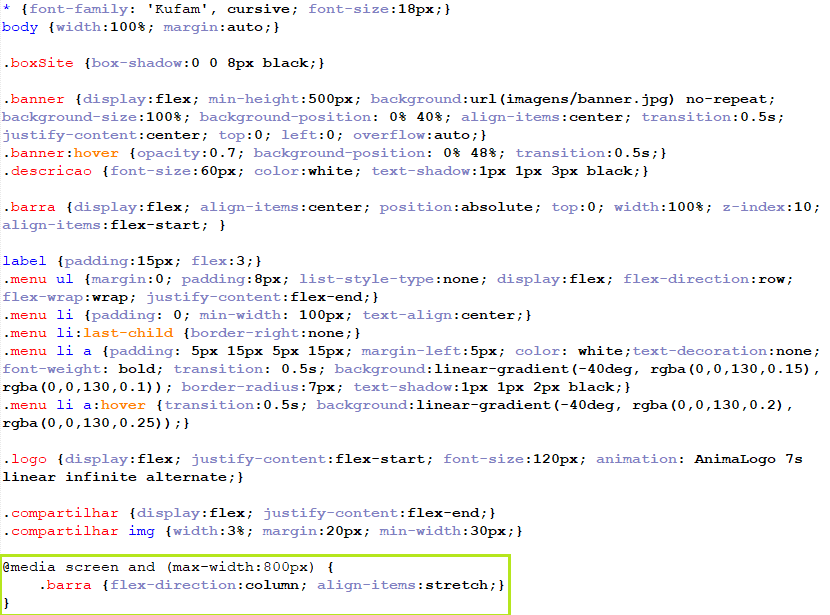 * {font-family: 'Kufam', cursive; font-size:18px;}
body {width:100%; margin:auto;}
.boxSite {box-shadow:0 0 8px black;}
.banner {display:flex; min-height:500px; background:url(imagens/banner.jpg) no-repeat;
background-size:100%; background-position: 0% 40%; align-items:center; transition:0.5s;
justify-content:center; top:0; left:0; overflow:auto;}
.banner:hover {opacity:0.7; background-position: 0% 48%; transition:0.5s;}
.descricao {font-size:60px; color:white; text-shadow:1px 1px 3px black;}
.barra {display:flex; align-items:center; position:absolute; top:0; width:100%; z-index:10;
align-items:flex-start; }
label {padding:15px; flex:3;}
.menu ul {margin:0; padding:8px; list-style-type:none; display:flex; flex-direction:row;
flex-wrap:wrap; justify-content:flex-end;}
.menu li {padding: 0; min-width: 100px; text-align:center;}
.menu li:last-child {border-right:none;}
.menu li a {padding: 5px 15px 5px 15px; margin-left:5px; color: white;text-decoration:none;
font-weight: bold; transition: 0.5s; background:linear-gradient(-40deg, rgba(0,0,130,0.15),
rgba(0,0,130,0.1)); border-radius:7px; text-shadow:1px 1px 2px black;}
.menu li a:hover {transition:0.5s; background:linear-gradient(-40deg, rgba(0,0,130,0.2),
rgba(0,0,130,0.25));}
.logo {display:flex; justify-content:flex-start; font-size:120px; animation: AnimaLogo 7s
linear infinite alternate;}
.compartilhar {display:flex; justify-content:flex-end;}
.compartilhar img {width:3%; margin:20px; min-width:30px;}
@media screen and (max-width:800px) {
.barra {flex-direction:column; align-items:stretch;}
}